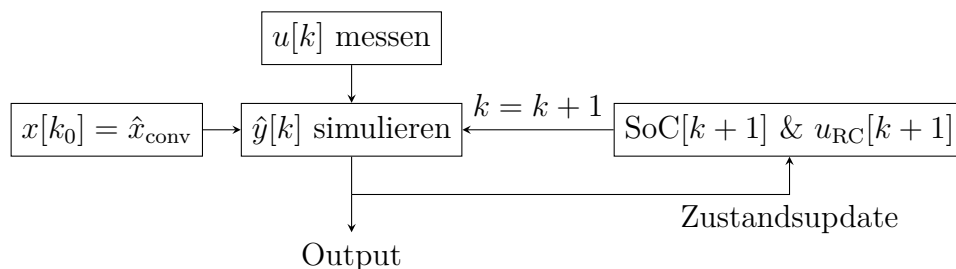 u[k] messen
x[k₀] = x̂_conv
ŷ[k] simulieren
k = k + 1
SoC[k + 1] & u_RC[k + 1]
Zustandsupdate
Output